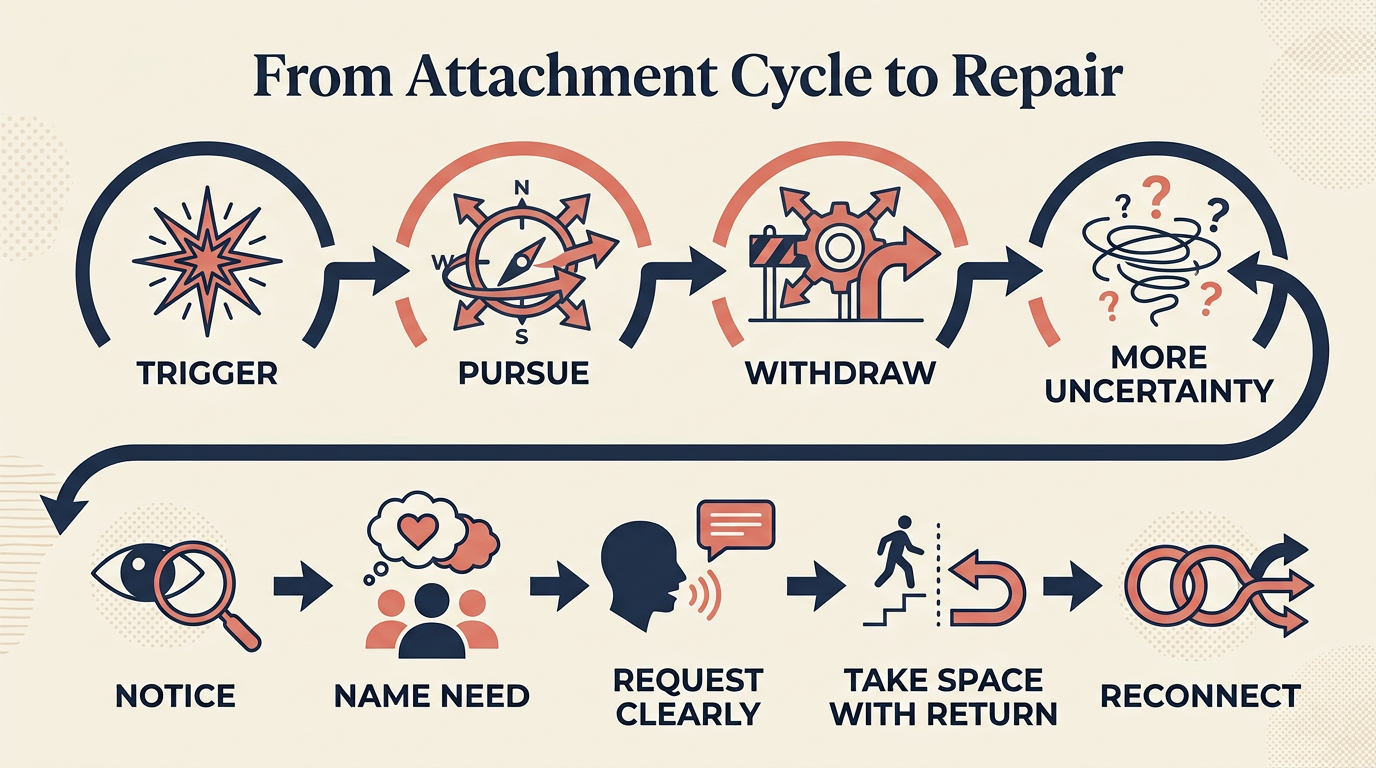 From Attachment Cycle to Repair
N
W
S
? ? ?
? ?
TRIGGER
PURSUE
WITHDRAW
MORE
UNCERTAINTY
NOTICE
NAME NEED
REQUEST
CLEARLY
TAKE SPACE
WITH RETURN
RECONNECT